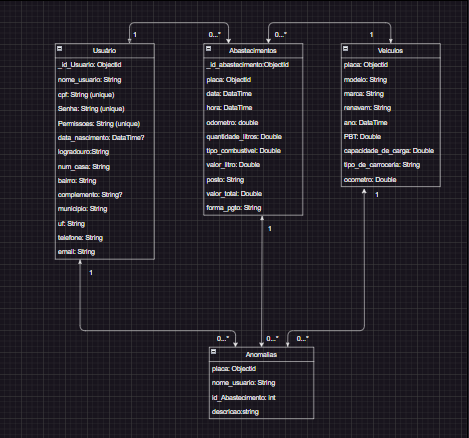 1
0...*
0...*
1
Usuário
_id_Usuario: ObjectId
nome_usuario: String
cpf: String (unique)
Senha: String (unique)
Permissoes: String (unique)
data_nascimento: DateTime?
logradouro:String
num_casa: String
bairro: String
complemento: String?
municipio: String
uf: String
telefone: String
email: String
Abastecimentos
_id_abastecimento:ObjectId
placa: ObjectId
data: DataTime
hora: DataTime
odometro: double
quantidade_litros: Double
tipo_combustivel: Double
valor_litro: Double
posto: String
valor_total: Double
forma_pgto: String
Veiculos
placa: ObjectId
modelo: String
marca: String
renavam: String
ano: DataTime
PBT: Double
capacidade_de_carga: Double
tipo_de_carroceria: String
ocometro: Double
1
1
1
0...*
0...*
0...*
Anomalias
placa: ObjectId
nome_usuario: String
id_Abastecimento: int
descricao:string